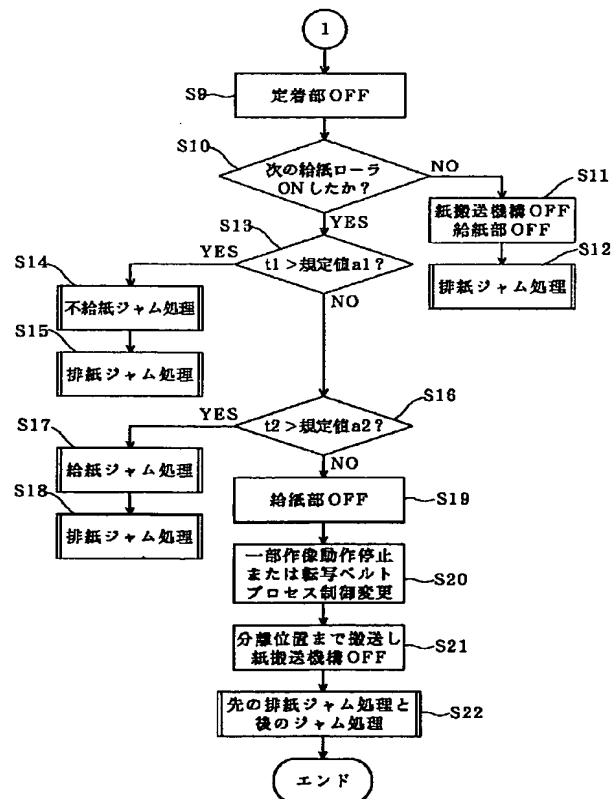 1
S9
定着部OFF
S10
次の給紙ローラ
ONしたか?
NO
S11
紙搬送機構OFF
給紙部OFF
S12
排紙ジャム処理
YES
S13
t1>規定値a1?
YES
S14
不給紙ジャム処理
S15
排紙ジャム処理
NO
S16
t2>規定値a2?
YES
S17
給紙ジャム処理
S18
排紙ジャム処理
NO
給紙部OFF
S19
一部作像動作停止
または転写ベルト
プロセス制御変更
S20
分離位置まで搬送し
紙搬送機構OFF
S21
先の排紙ジャム処理と
後のジャム処理
S22
エンド